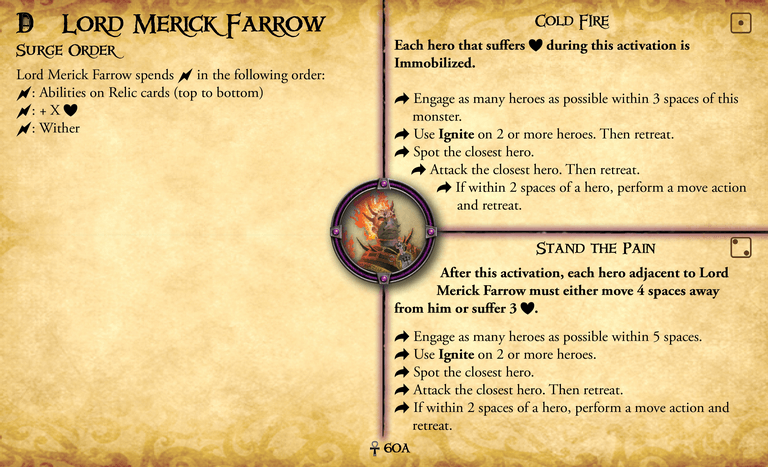 D LORD MERICK FARROW
SURGE ORDER
Lord Merick Farrow spends in the following order:
: Abilities on Relic cards (top to bottom)
: + X
: Wither
COLD FIRE
Each hero that suffers during this activation is
Immobilized.
Engage as many heroes as possible within 3 spaces of this
monster.
Use Ignite on 2 or more heroes. Then retreat.
Spot the closest hero.
Attack the closest hero. Then retreat.
If within 2 spaces of a hero, perform a move action
and retreat.
STAND THE PAIN
After this activation, each hero adjacent to Lord
Merick Farrow must either move 4 spaces away
from him or suffer 3 .
Engage as many heroes as possible within 5 spaces.
Use Ignite on 2 or more heroes.
Spot the closest hero.
Attack the closest hero. Then retreat.
If within 2 spaces of a hero, perform a move action and
retreat.
60A